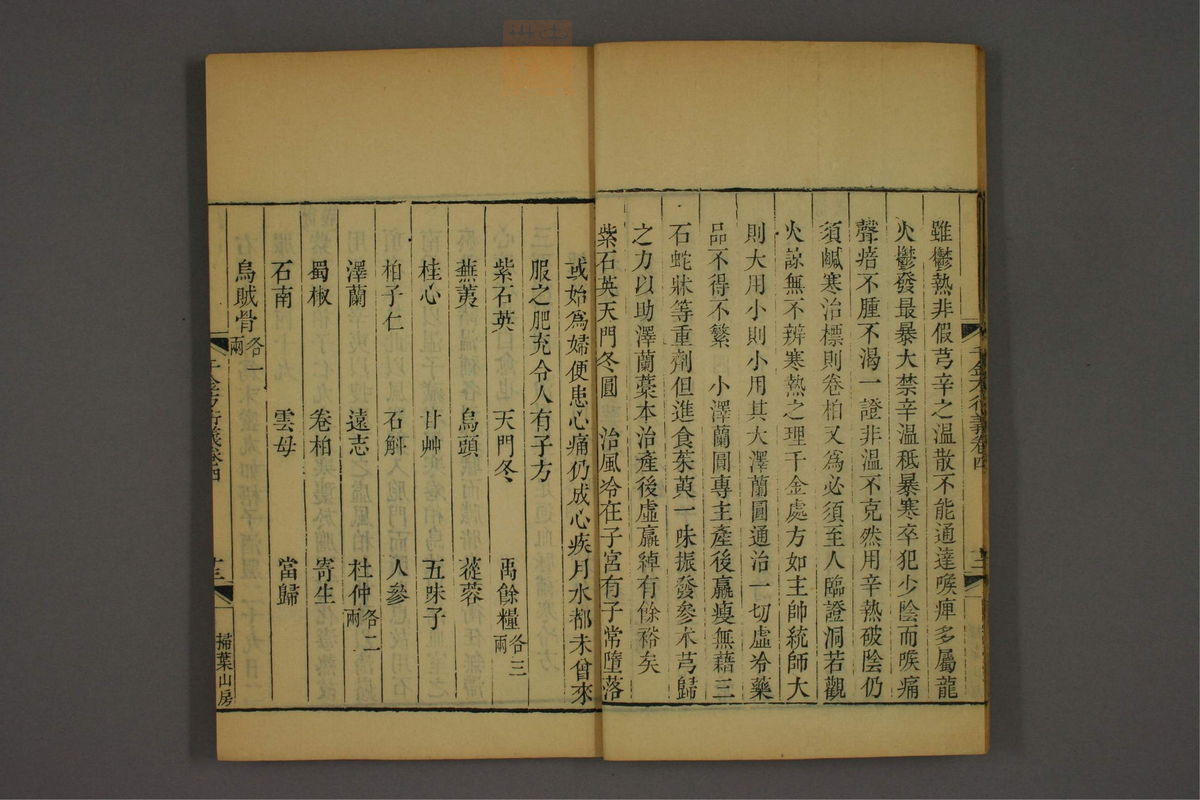 雖鬱熱非假芎辛之溫散不能通達喉痺多屬龍
火鬱發最暴大禁辛溫秪暴寒卒犯少陰而喉痛
聲瘖不腫不渴一證非溫不克然用辛熱破陰仍
須鹹寒治標則卷柏又爲必須至人臨證洞若觀
火諒無不辨寒熱之理千金處方如主帥統師大
則大用小則小用其大澤蘭圓通治一切虛冷藥
品不得不繁　小澤蘭圓專主產後羸瘦無藉三
石蛇牀等重劑但進食茱萸一味振發參朮芎歸
之力以助澤蘭藁本治產後虛羸綽有餘裕矣
紫石英天門冬圓　治風冷在子宮有子常墮落
或始爲婦便患心痛仍成心疾月水都未曾來
服之肥充令人有子方
紫石英　天門冬　禹餘糧各三兩
蕪荑　烏頭　蓯蓉
桂心　甘艸　五味子
柏子仁　石斛　人參
澤蘭　遠志　杜仲各二兩
蜀椒　卷柏　寄生
石南　雲母　當歸
烏賊骨各一兩
千金方衍義卷四
十三
掃葉山房